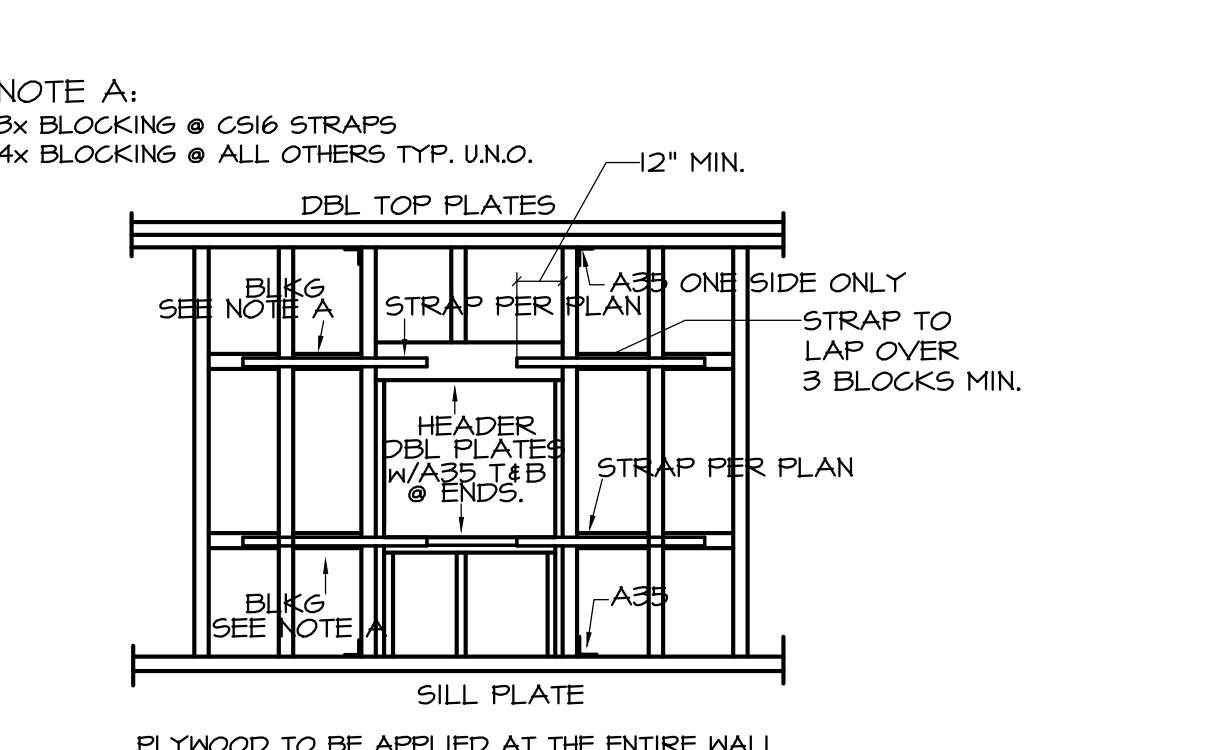 NOTE A:
3x BLOCKING @ CS16 STRAPS
4x BLOCKING @ ALL OTHERS TYP. U.N.O.
12" MIN.
DBL TOP PLATES
A35 ONE SIDE ONLY
BLKG
SEE NOTE A
STRAP PER PLAN
STRAP TO
LAP OVER
3 BLOCKS MIN.
HEADER
DBL PLATES
W/A35 T&B
@ ENDS.
STRAP PER PLAN
BLKG
SEE NOTE A
A35
SILL PLATE
PLYWOOD TO BE APPLIED AT THE ENTIRE WALL